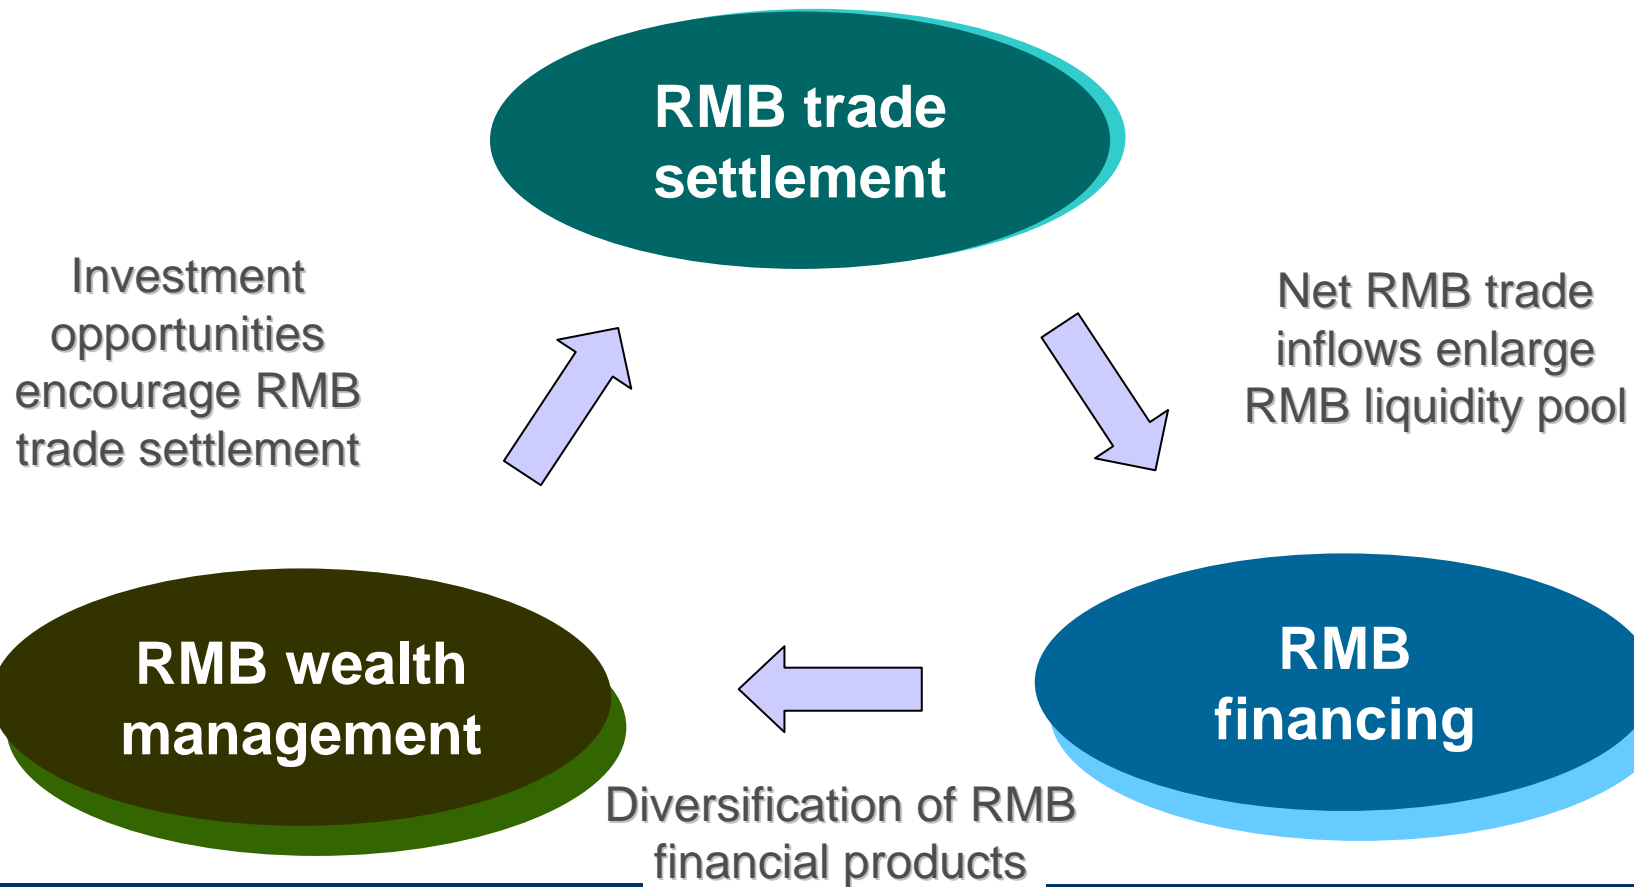 RMB trade
settlement
Investment
opportunities
encourage RMB
trade settlement
Net RMB trade
inflows enlarge
RMB liquidity pool
RMB wealth
management
RMB
financing
Diversification of RMB
financial products